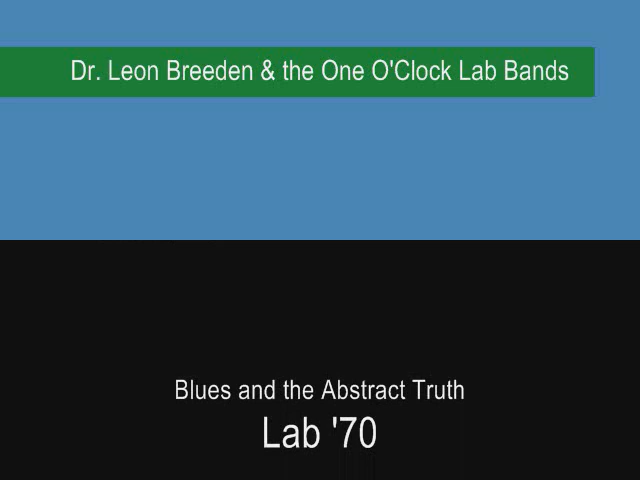 Dr. Leon Breeden & the One O'Clock Lab Bands
Blues and the Abstract Truth
Lab '70